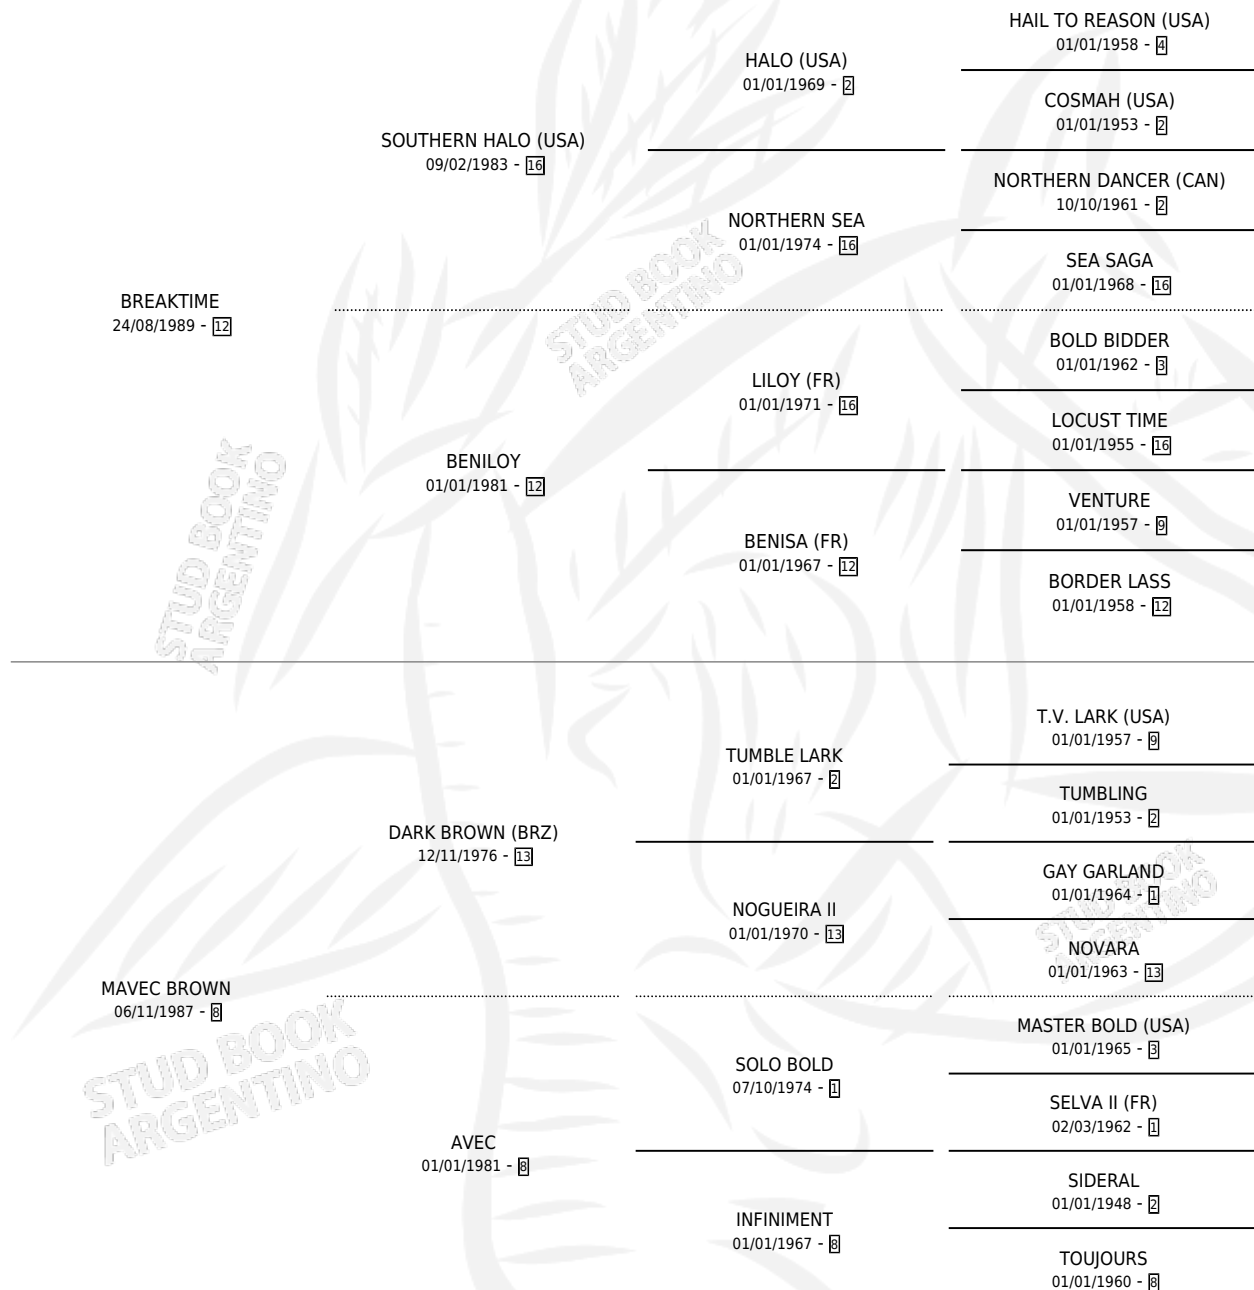 HAIL TO REASON (USA)
01/01/1958 - 4
HALO (USA)
01/01/1969 - 2
COSMAH (USA)
01/01/1953 - 2
SOUTHERN HALO (USA)
09/02/1983 - 16
NORTHERN DANCER (CAN)
10/10/1961 - 2
NORTHERN SEA
01/01/1974 - 16
SEA SAGA
01/01/1968 - 16
STUD BOOK
ARGENTINO
BREAKTIME
24/08/1989 - 12
BOLD BIDDER
01/01/1962 - 3
LILOY (FR)
01/01/1971 - 16
LOCUST TIME
01/01/1955 - 16
BENILOY
01/01/1981 - 12
VENTURE
01/01/1957 - 9
BENISA (FR)
01/01/1967 - 12
BORDER LASS
01/01/1958 - 12
STUD BOOK
ARGENTINO
T.V. LARK (USA)
01/01/1957 - 9
TUMBLE LARK
01/01/1967 - 2
TUMBLING
01/01/1953 - 2
DARK BROWN (BRZ)
12/11/1976 - 13
GAY GARLAND
01/01/1964 - 1
NOGUEIRA II
01/01/1970 - 13
NOVARA
01/01/1963 - 13
STUD BOOK
ARGENTINO
MAVEC BROWN
06/11/1987 - 8
MASTER BOLD (USA)
01/01/1965 - 3
SOLO BOLD
07/10/1974 - 1
SELVA II (FR)
02/03/1962 - 1
STUD BOOK
ARGENTINO
AVEC
01/01/1981 - 8
SIDERAL
01/01/1948 - 2
INFINIMENT
01/01/1967 - 8
TOUJOURS
01/01/1960 - 8